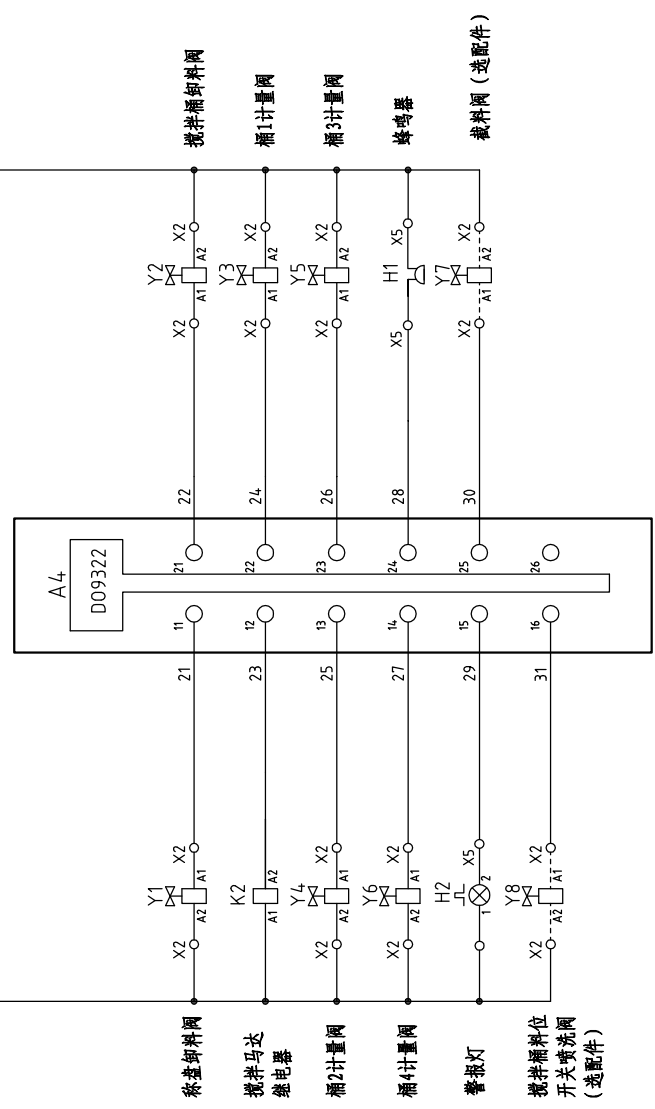 搅拌桶卸料阀
桶1计量阀
桶3计量阀
蜂鸣器
截料阀(选配件)
X2
X2
X2
X5
X2
Y2
A2
Y3
A2
Y5
A2
H1
Y7
A2
A1
A1
A1
A1
X2
X2
X2
X5
X2
22
24
26
28
30
A4
DO9322
21
22
23
24
25
26
11
12
13
14
15
16
21
23
25
27
29
31
X2
X2
X2
X5
X2
Y1
A1
K2
A2
Y4
A1
Y6
A1
H2
2
Y8
A1
A2
A1
A2
A2
1
A2
X2
X2
X2
X2
称盘卸料阀
搅拌马达
继电器
桶2计量阀
桶4计量阀
警报灯
搅拌桶料位
开关喷洗阀
(选配件)